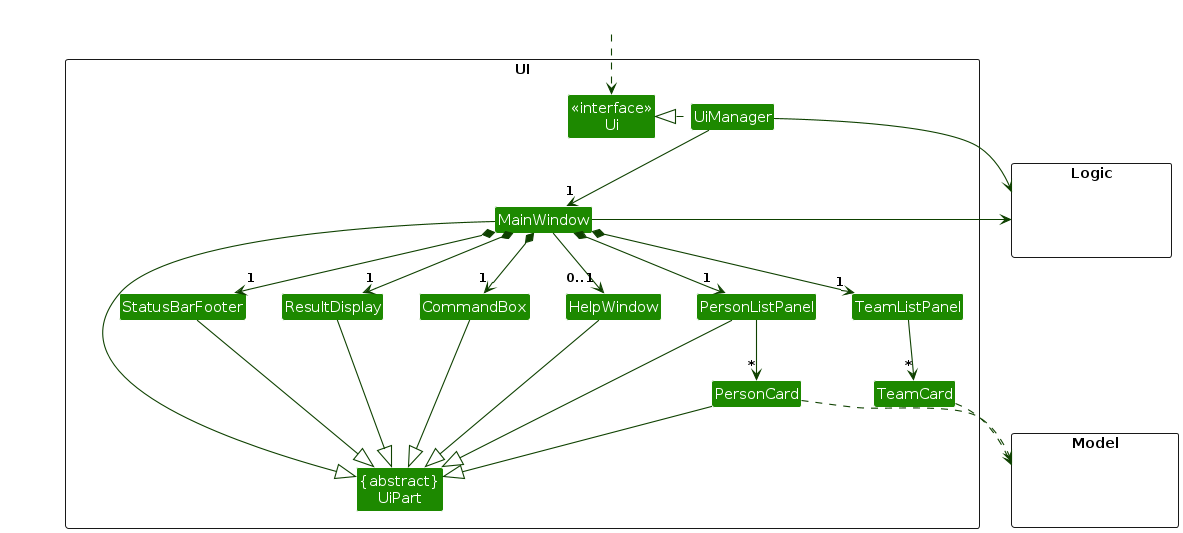 UI
«interface»
Ui
UiManager
Logic
1
MainWindow
1
1
1
0..1
1
1
StatusBarFooter
ResultDisplay
CommandBox
HelpWindow
PersonListPanel
TeamListPanel
*
*
PersonCard
TeamCard
Model
{abstract}
UiPart